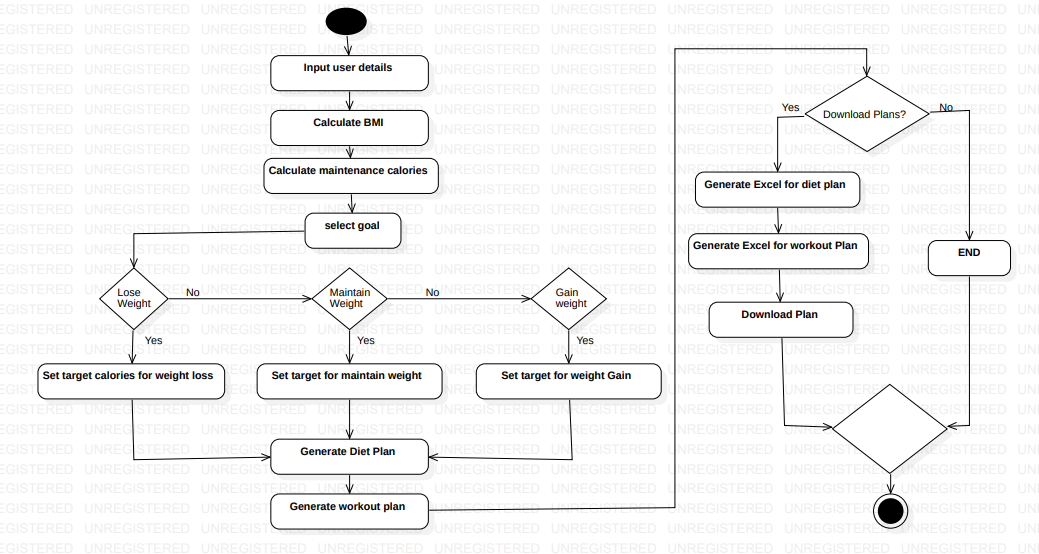 Input user details
Calculate BMI
Calculate maintenance calories
select goal
Lose
Weight
No
Maintain
Weight
No
Gain
weight
Yes
Yes
Yes
Set target calories for weight loss
Set target for maintain weight
Set target for weight Gain
Generate Diet Plan
Generate workout plan
Download Plans?
Yes
No
Generate Excel for diet plan
Generate Excel for workout Plan
END
Download Plan
UNREGISTERED